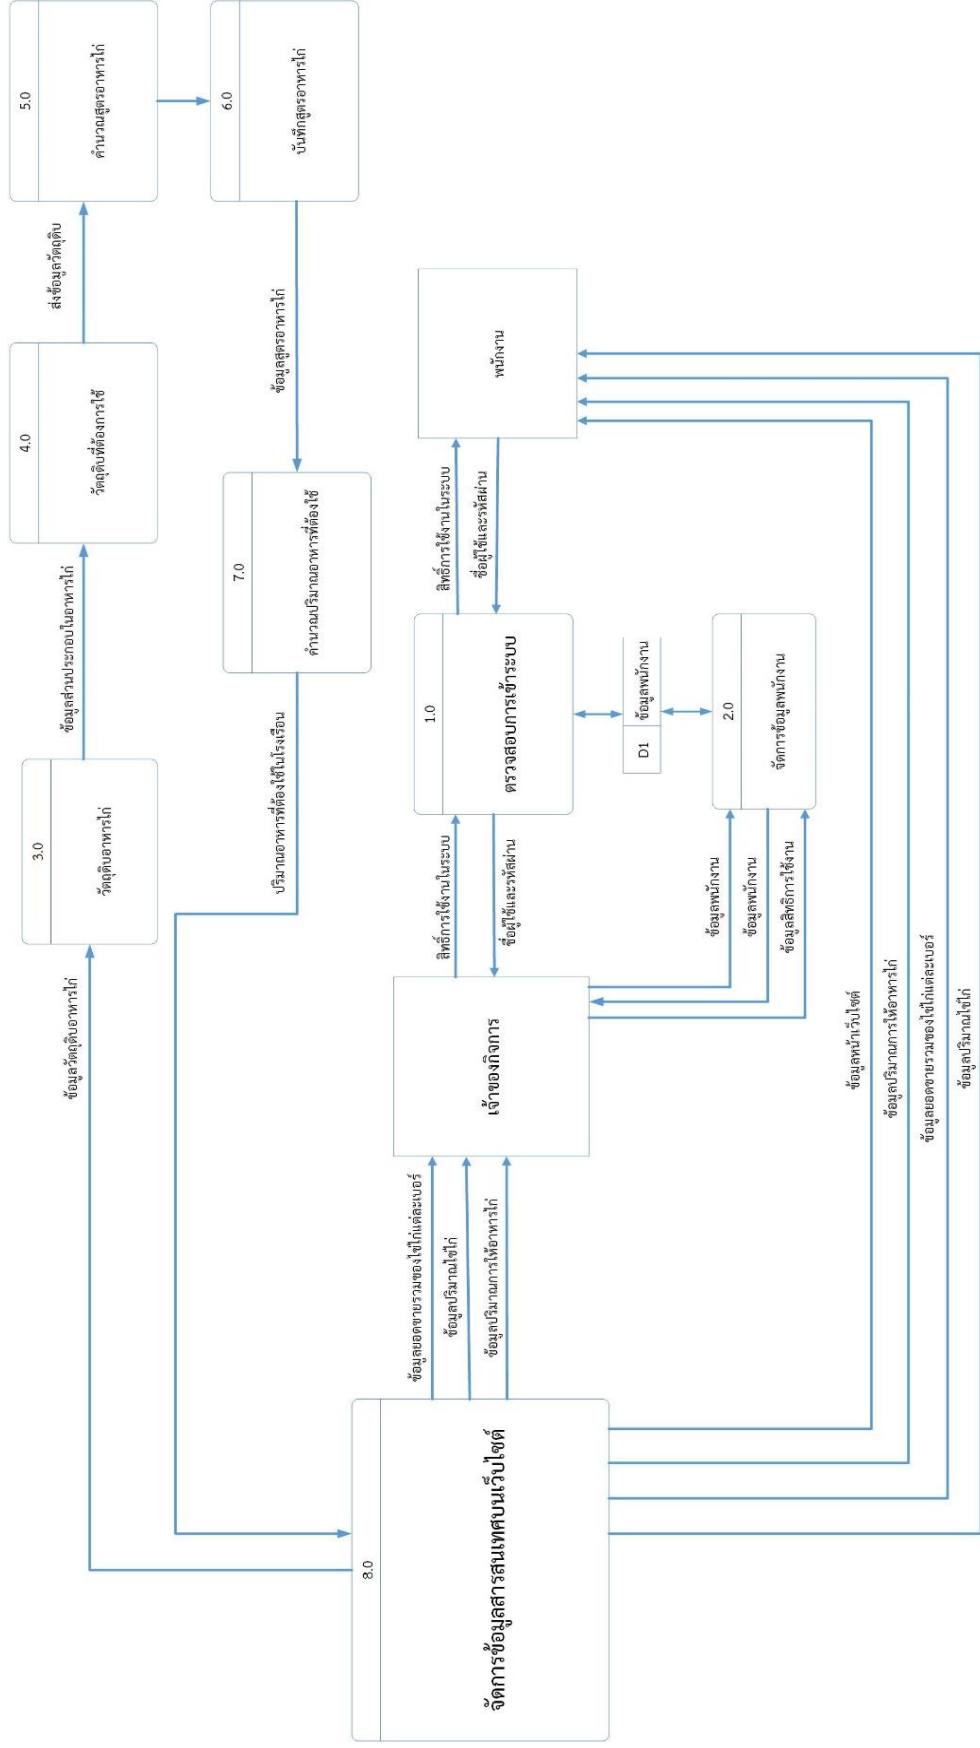 8.0
จัดการข้อมูลสารสนเทศบนเว็บไซต์
ข้อมูลวัตถุดิบอาหารไก่
3.0
วัตถุดิบอาหารไก่
ข้อมูลส่วนประกอบในอาหารไก่
4.0
วัตถุดิบที่ต้องการใช้
ส่งข้อมูลวัตถุดิบ
5.0
คำนวณสูตรอาหารไก่
6.0
บันทึกสูตรอาหารไก่
ข้อมูลสูตรอาหารไก่
7.0
คำนวณปริมาณอาหารที่ต้องใช้
ปริมาณอาหารที่ต้องใช้ในโรงเรือน
ข้อมูลยอดขายรวมของไข่ไก่แต่ละเบอร์
ข้อมูลปริมาณไข่ไก่
ข้อมูลปริมาณการให้อาหารไก่
เจ้าของกิจการ
สิทธิ์การใช้งานในระบบ
ชื่อผู้ใช้และรหัสผ่าน
1.0
ตรวจสอบการเข้าระบบ
สิทธิ์การใช้งานในระบบ
ชื่อผู้ใช้และรหัสผ่าน
พนักงาน
D1
ข้อมูลพนักงาน
2.0
จัดการข้อมูลพนักงาน
ข้อมูลพนักงาน
ข้อมูลพนักงาน
ข้อมูลสิทธิการใช้งาน
ข้อมูลหน้าเว็บไซต์
ข้อมูลปริมาณการให้อาหารไก่
ข้อมูลยอดขายรวมของไข่ไก่แต่ละเบอร์
ข้อมูลปริมาณไข่ไก่